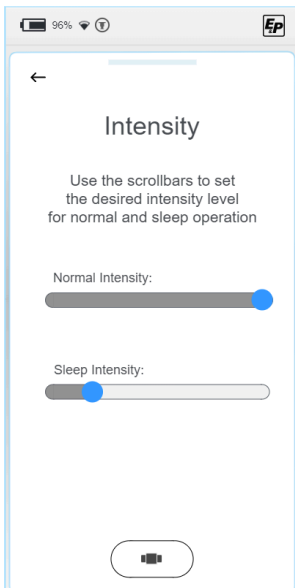 96%
EP
Intensity
Use the scrollbars to set
the desired intensity level
for normal and sleep operation
Normal Intensity:
Sleep Intensity: